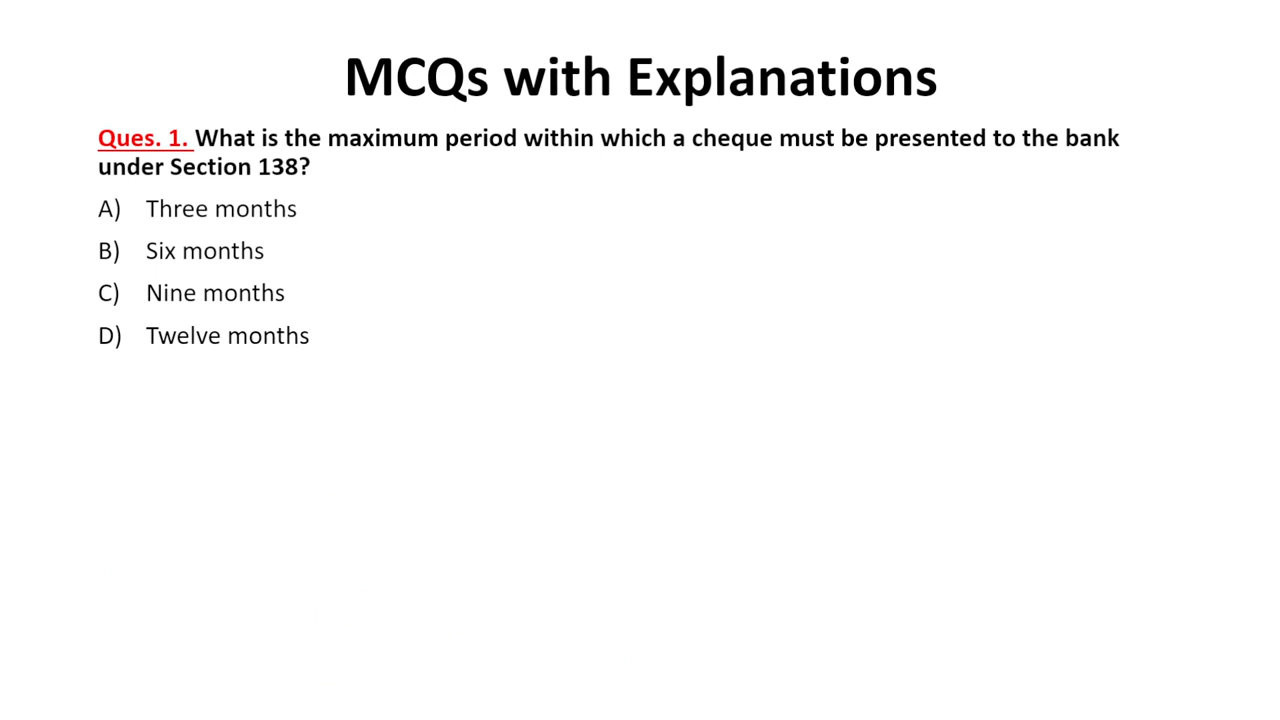 MCQs with Explanations
Ques. 1. What is the maximum period within which a cheque must be presented to the bank
under Section 138?
A) Three months
B) Six months
C) Nine months
D) Twelve months